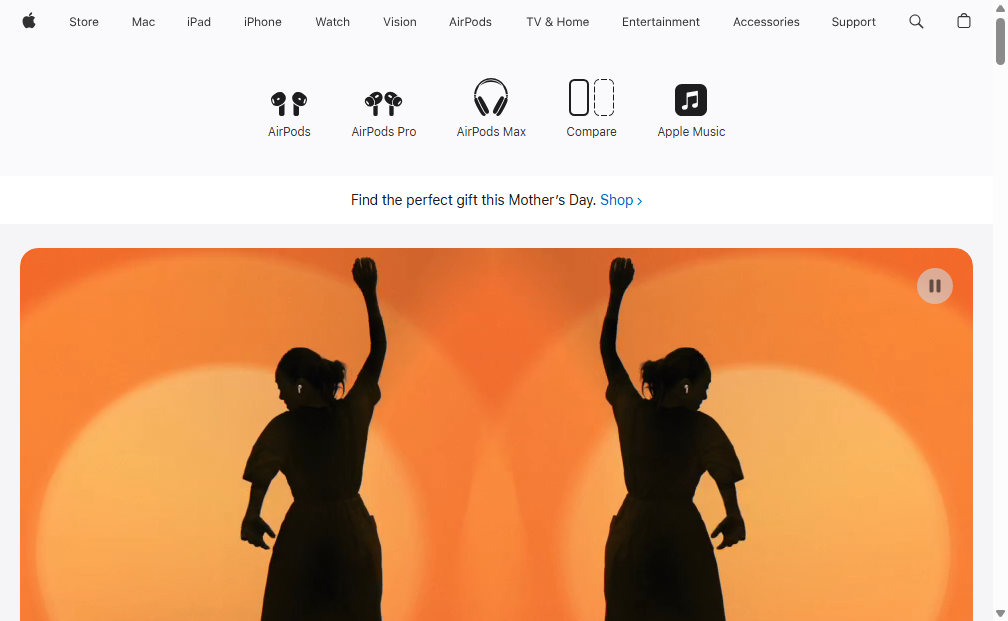 Store Mac iPad iPhone Watch Vision AirPods TV & Home Entertainment Accessories Support
AirPods AirPods Pro AirPods Max Compare Apple Music
Find the perfect gift this Mother's Day. Shop >